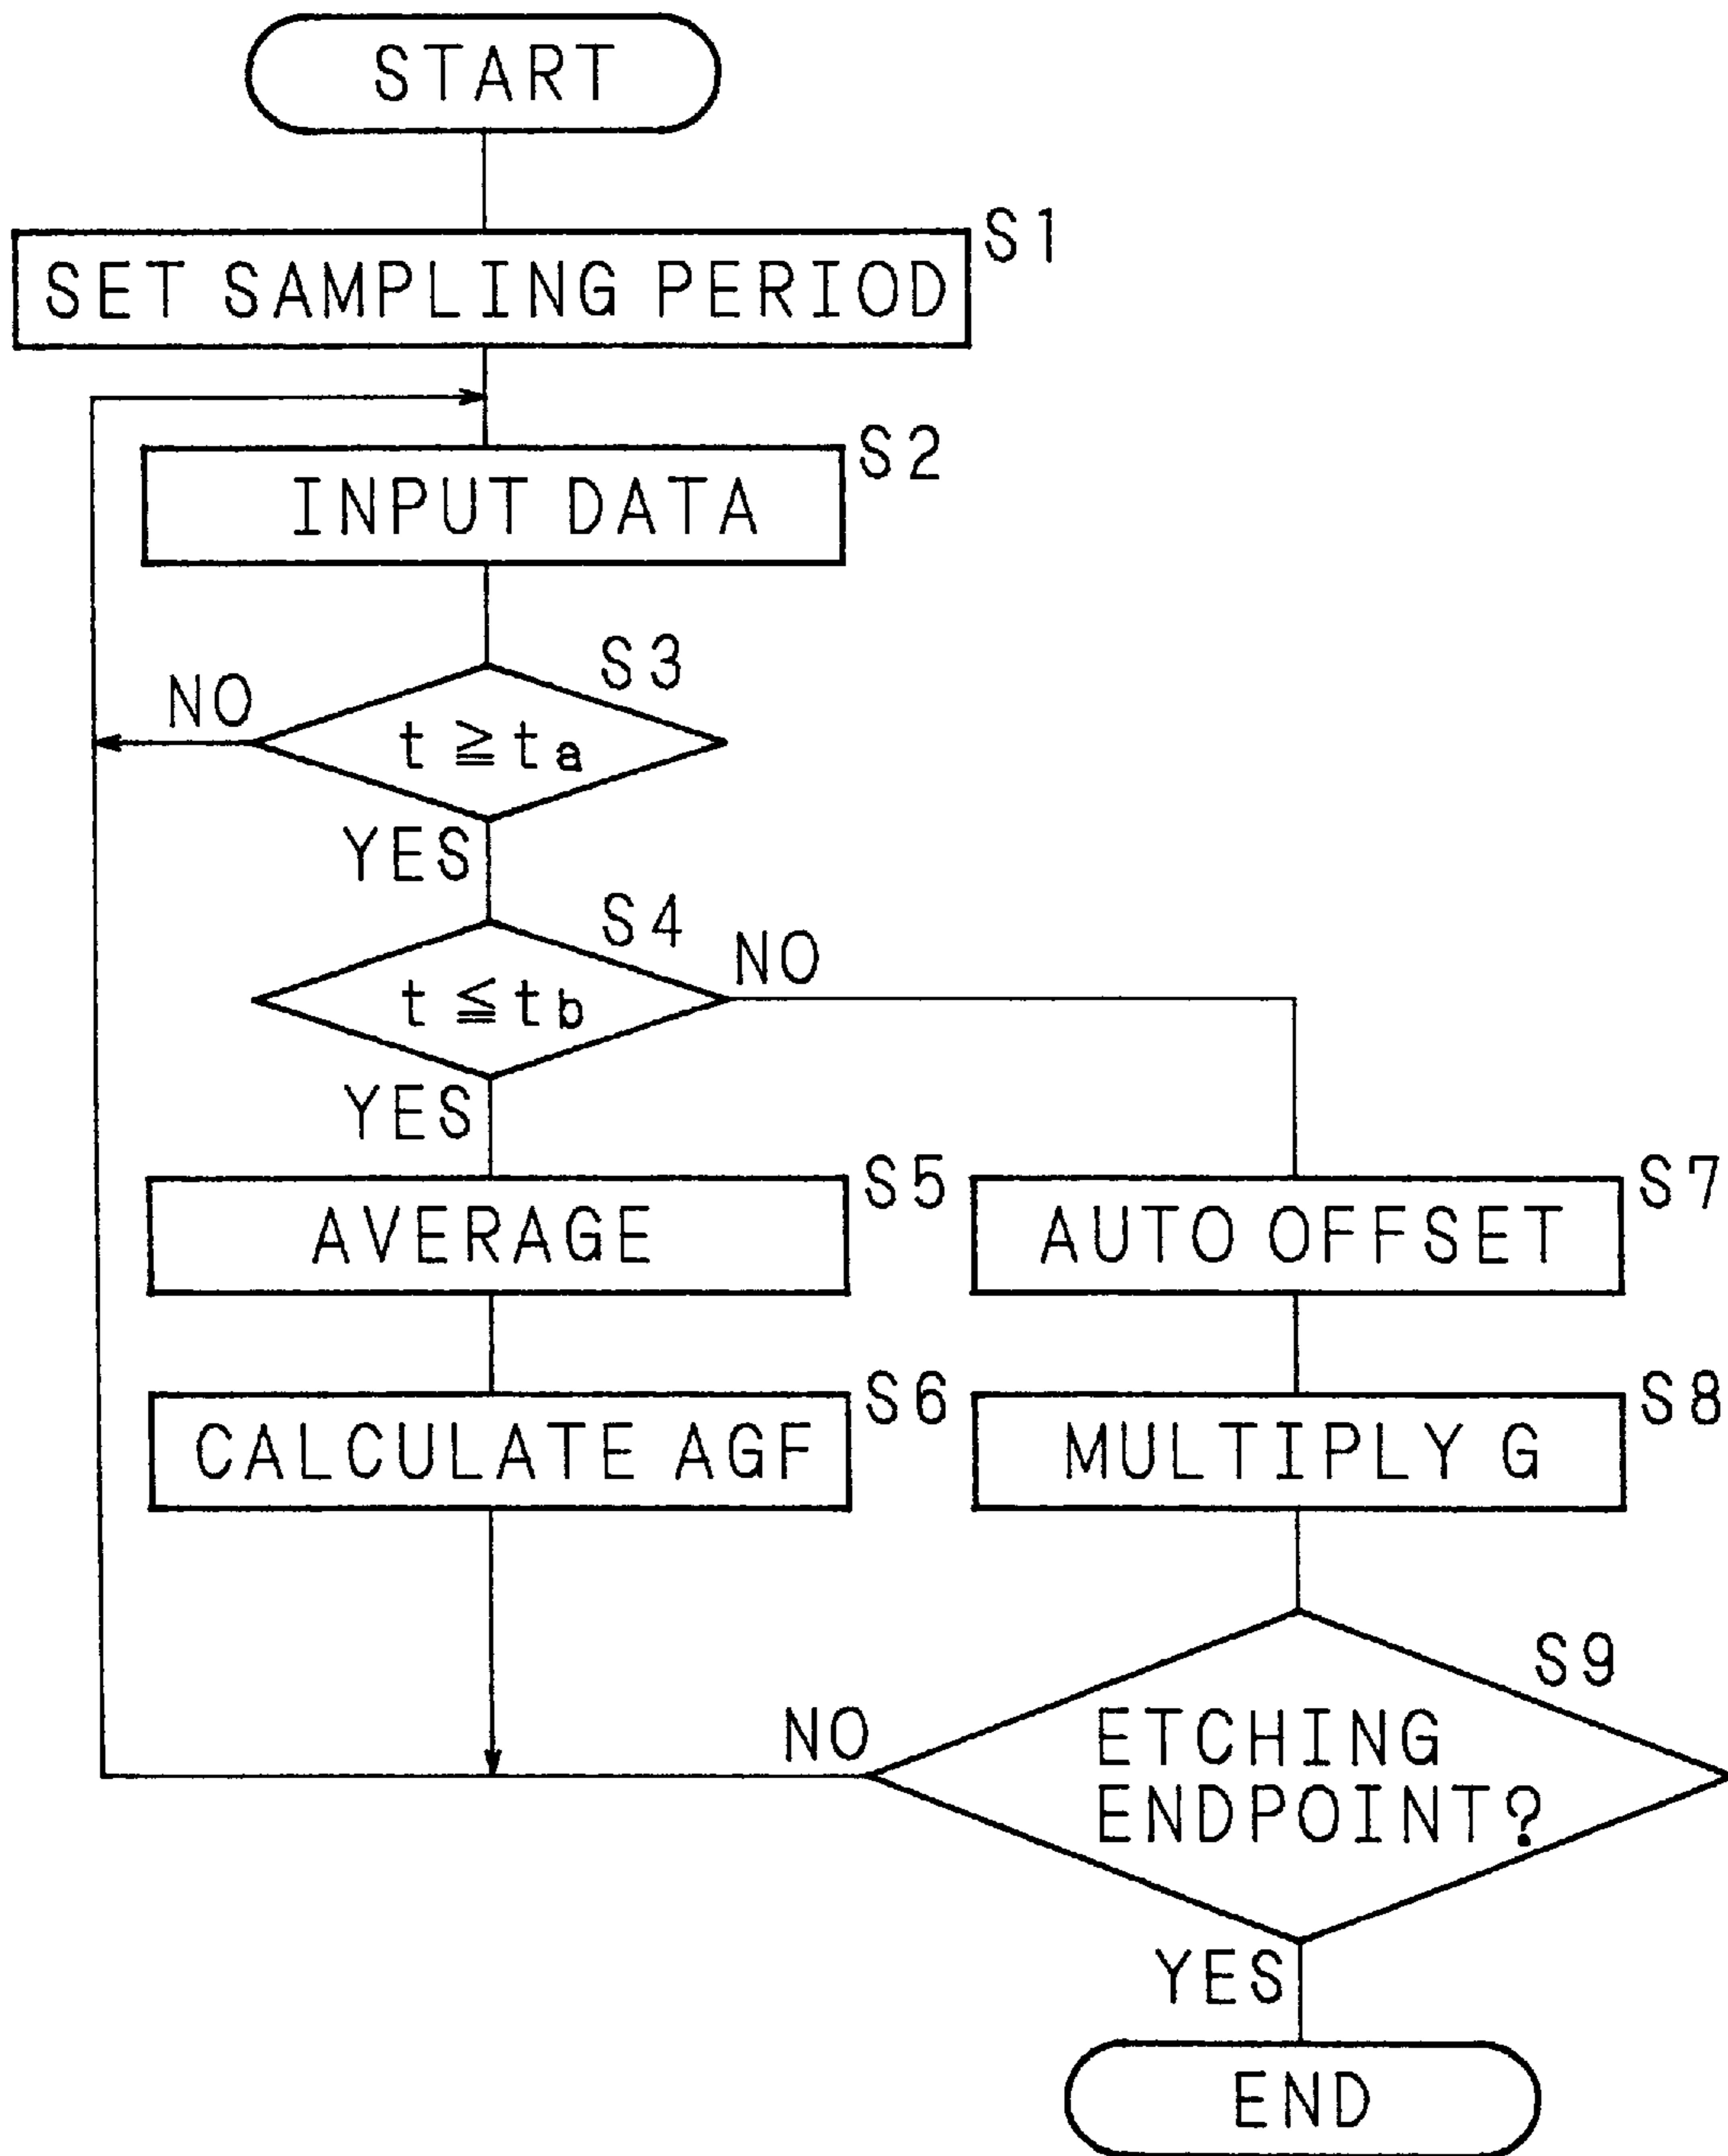 START
S1
SET SAMPLING PERIOD
S2
INPUT DATA
S3
NO
t ≧ ta
YES
S4
NO
t ≦ tb
YES
S5
AVERAGE
S7
AUTO OFFSET
S6
CALCULATE AGF
S8
MULTIPLY G
S9
NO
ETCHING
ENDPOINT?
YES
END